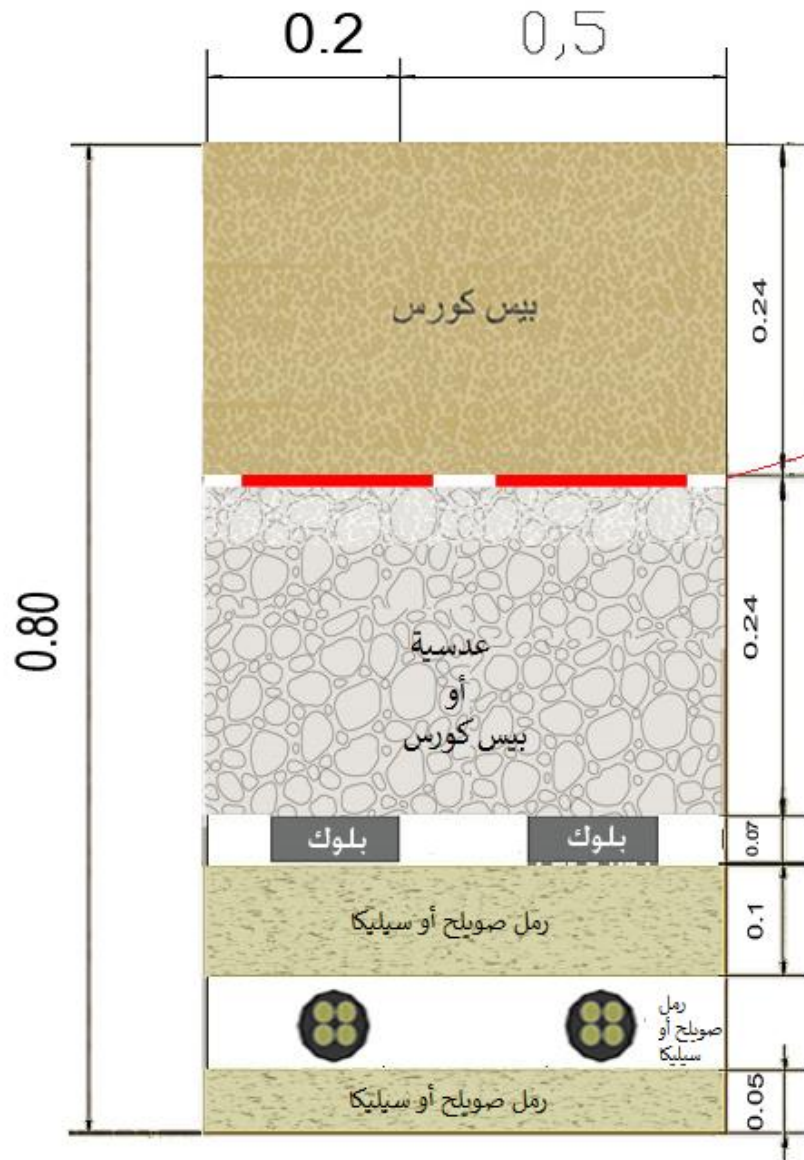 0.2
0,5
0.80
بيس كورس
0.24
عدسية
أو
بيس كورس
0.24
بلوك
بلوك
0.07
رمل صويلح أو سيليكا
0.1
رمل
صويلح أو
سيليكا
رمل صويلح أو سيليكا
0.05